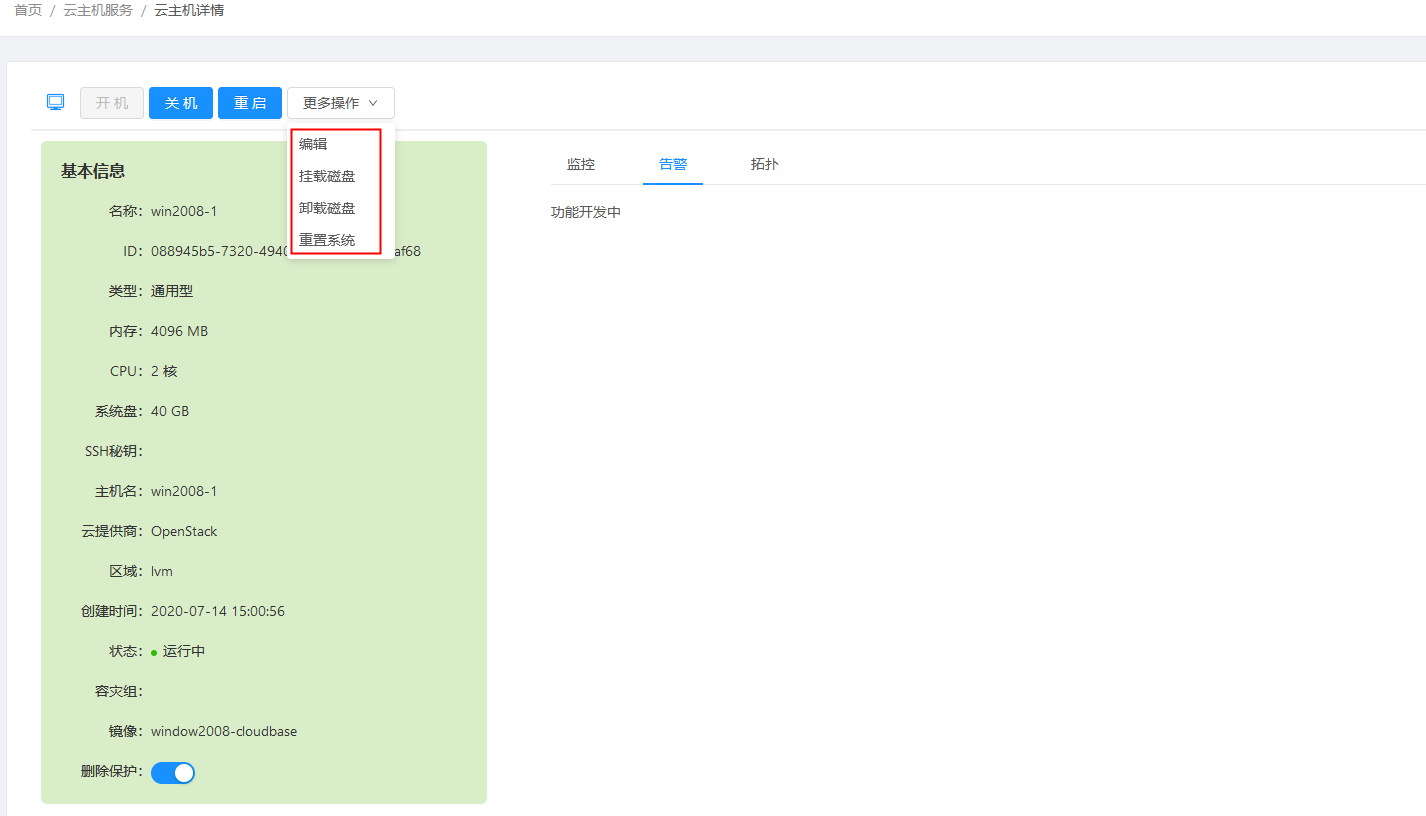 首页 / 云主机服务 / 云主机详情
开 机 关 机 重 启 更多操作
编辑
挂载磁盘
卸载磁盘
重置系统
基本信息
名称： win2008-1
ID： 088945b5-7320-494 af68
类型： 通用型
内存： 4096 MB
CPU： 2 核
系统盘： 40 GB
SSH秘钥：
主机名： win2008-1
云提供商： OpenStack
区域： lvm
创建时间： 2020-07-14 15:00:56
状态： 运行中
容灾组：
镜像： window2008-cloudbase
删除保护：
监控 告警 拓扑
功能开发中